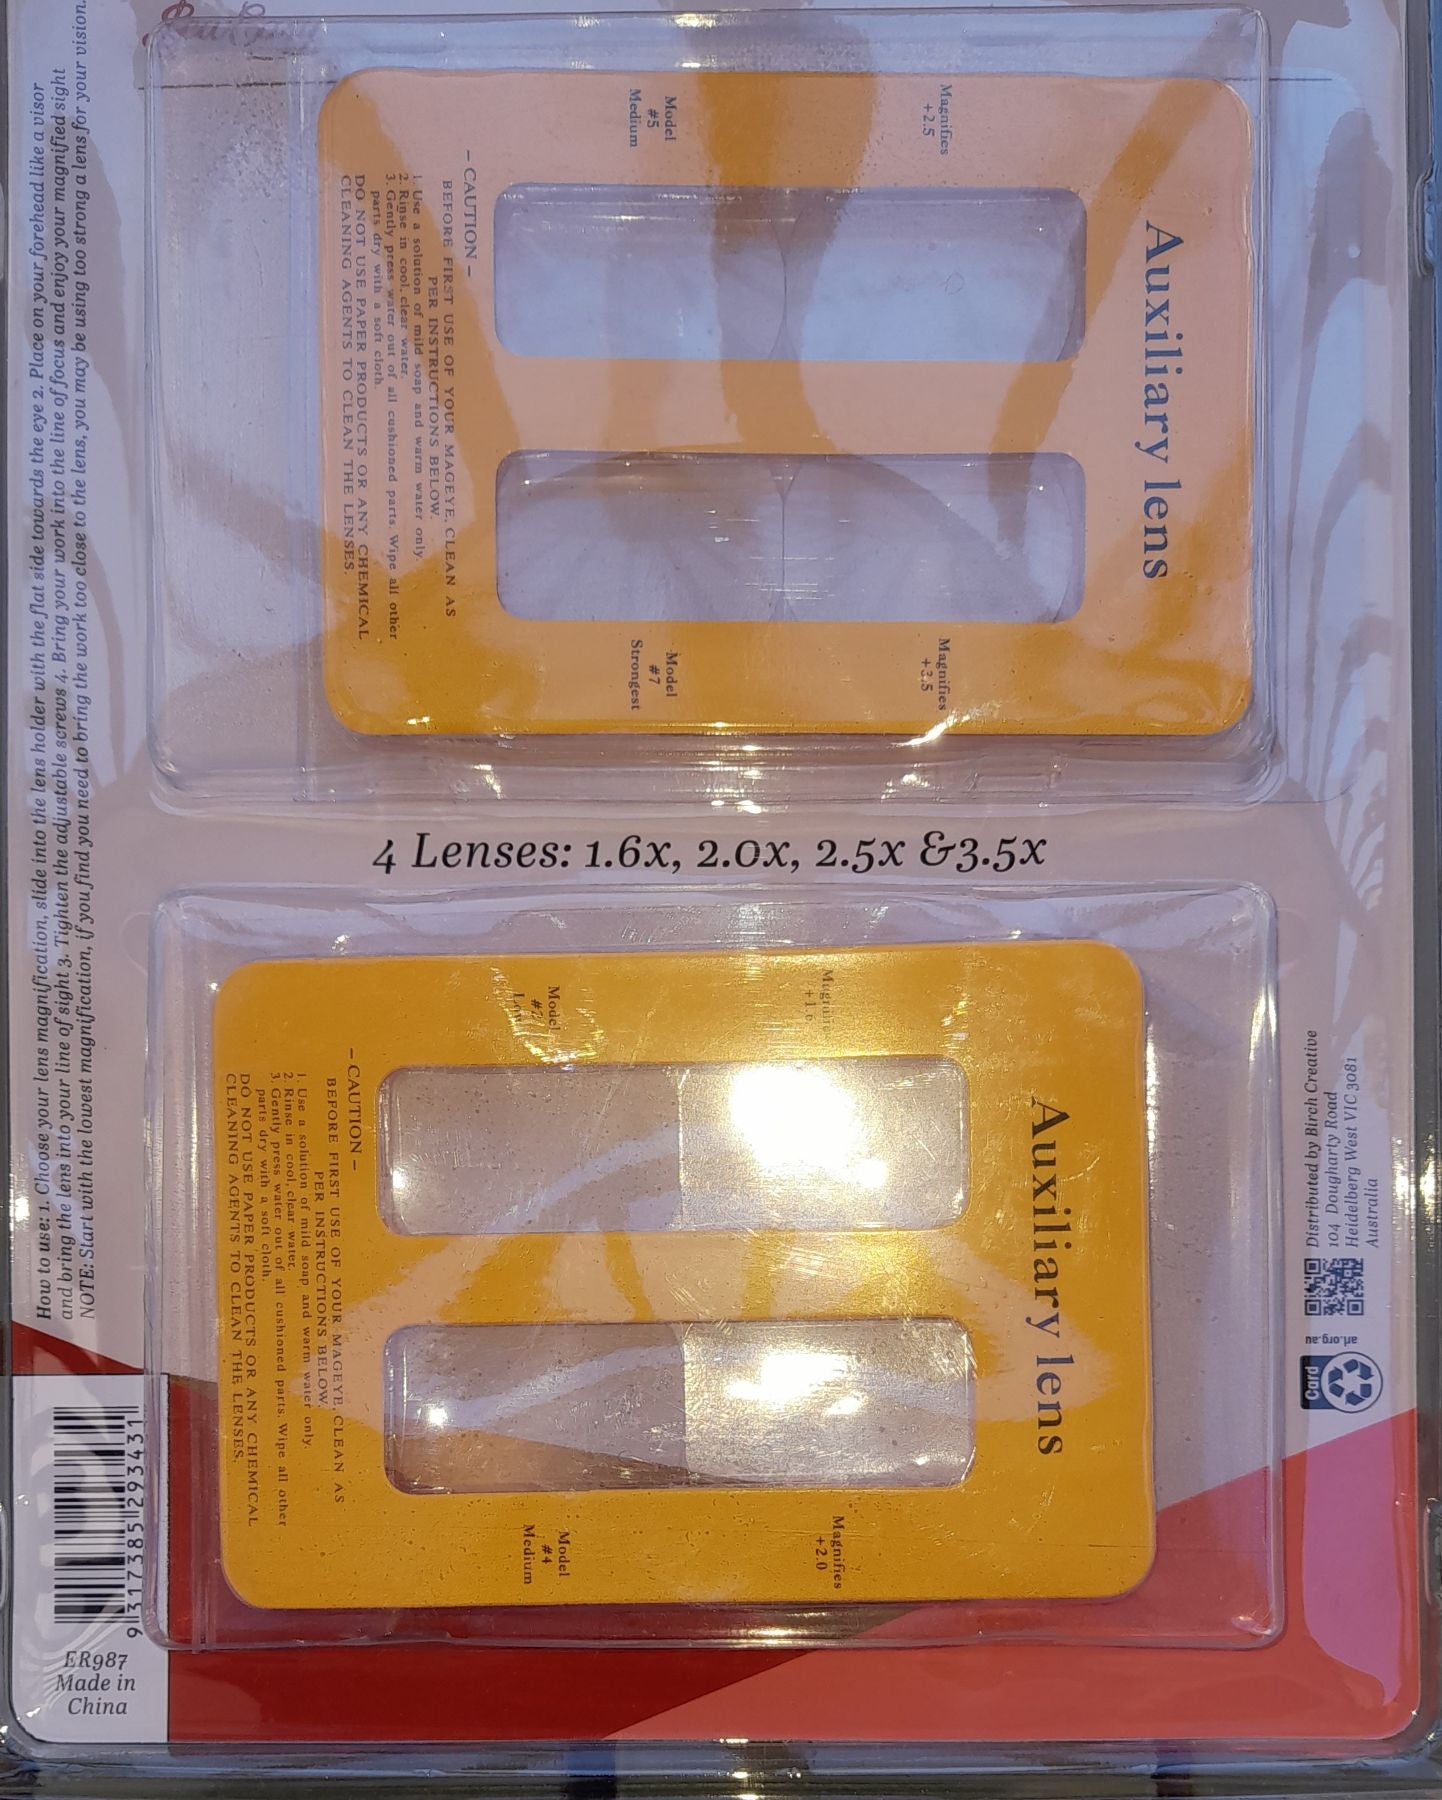 How to use: 1. Choose your lens magnification, slide into the lens holder with the flat side towards the eye 2. Place on your forehead like a visor
and bring the lens into your line of sight 3. Tighten the adjustable screws 4. Bring your work into the line of focus and enjoy your magnified sight
NOTE: Start with the lowest magnification, if you find you need to bring the work too close to the lens, you may be using too strong a lens for your vision.
Auxiliary lens
Magnifies
+2.5
Magnifies
+3.5
Model
#5
Medium
Model
#7
Strongest
– CAUTION –
BEFORE FIRST USE OF YOUR MAGEYE, CLEAN AS
PER INSTRUCTIONS BELOW.
1. Use a solution of mild soap and warm water only.
2. Rinse in cool, clear water.
3. Gently press water out of all cushioned parts. Wipe all other
parts dry with a soft cloth.
DO NOT USE PAPER PRODUCTS OR ANY CHEMICAL
CLEANING AGENTS TO CLEAN THE LENSES.
4 Lenses: 1.6x, 2.0x, 2.5x &3.5x
Auxiliary lens
Magnifies
+1.6
Magnifies
+2.0
Model
Low
Model
#4
Medium
– CAUTION –
BEFORE FIRST USE OF YOUR MAGEYE, CLEAN AS
PER INSTRUCTIONS BELOW.
1. Use a solution of mild soap and warm water only.
2. Rinse in cool, clear water.
3. Gently press water out of all cushioned parts. Wipe all other
parts dry with a soft cloth.
DO NOT USE PAPER PRODUCTS OR ANY CHEMICAL
CLEANING AGENTS TO CLEAN THE LENSES.
Distributed by Birch Creative
104 Dougharty Road
Heidelberg West VIC 3081
Australia
arl.org.au
Card
9 317385 293431
ER987
Made in
China